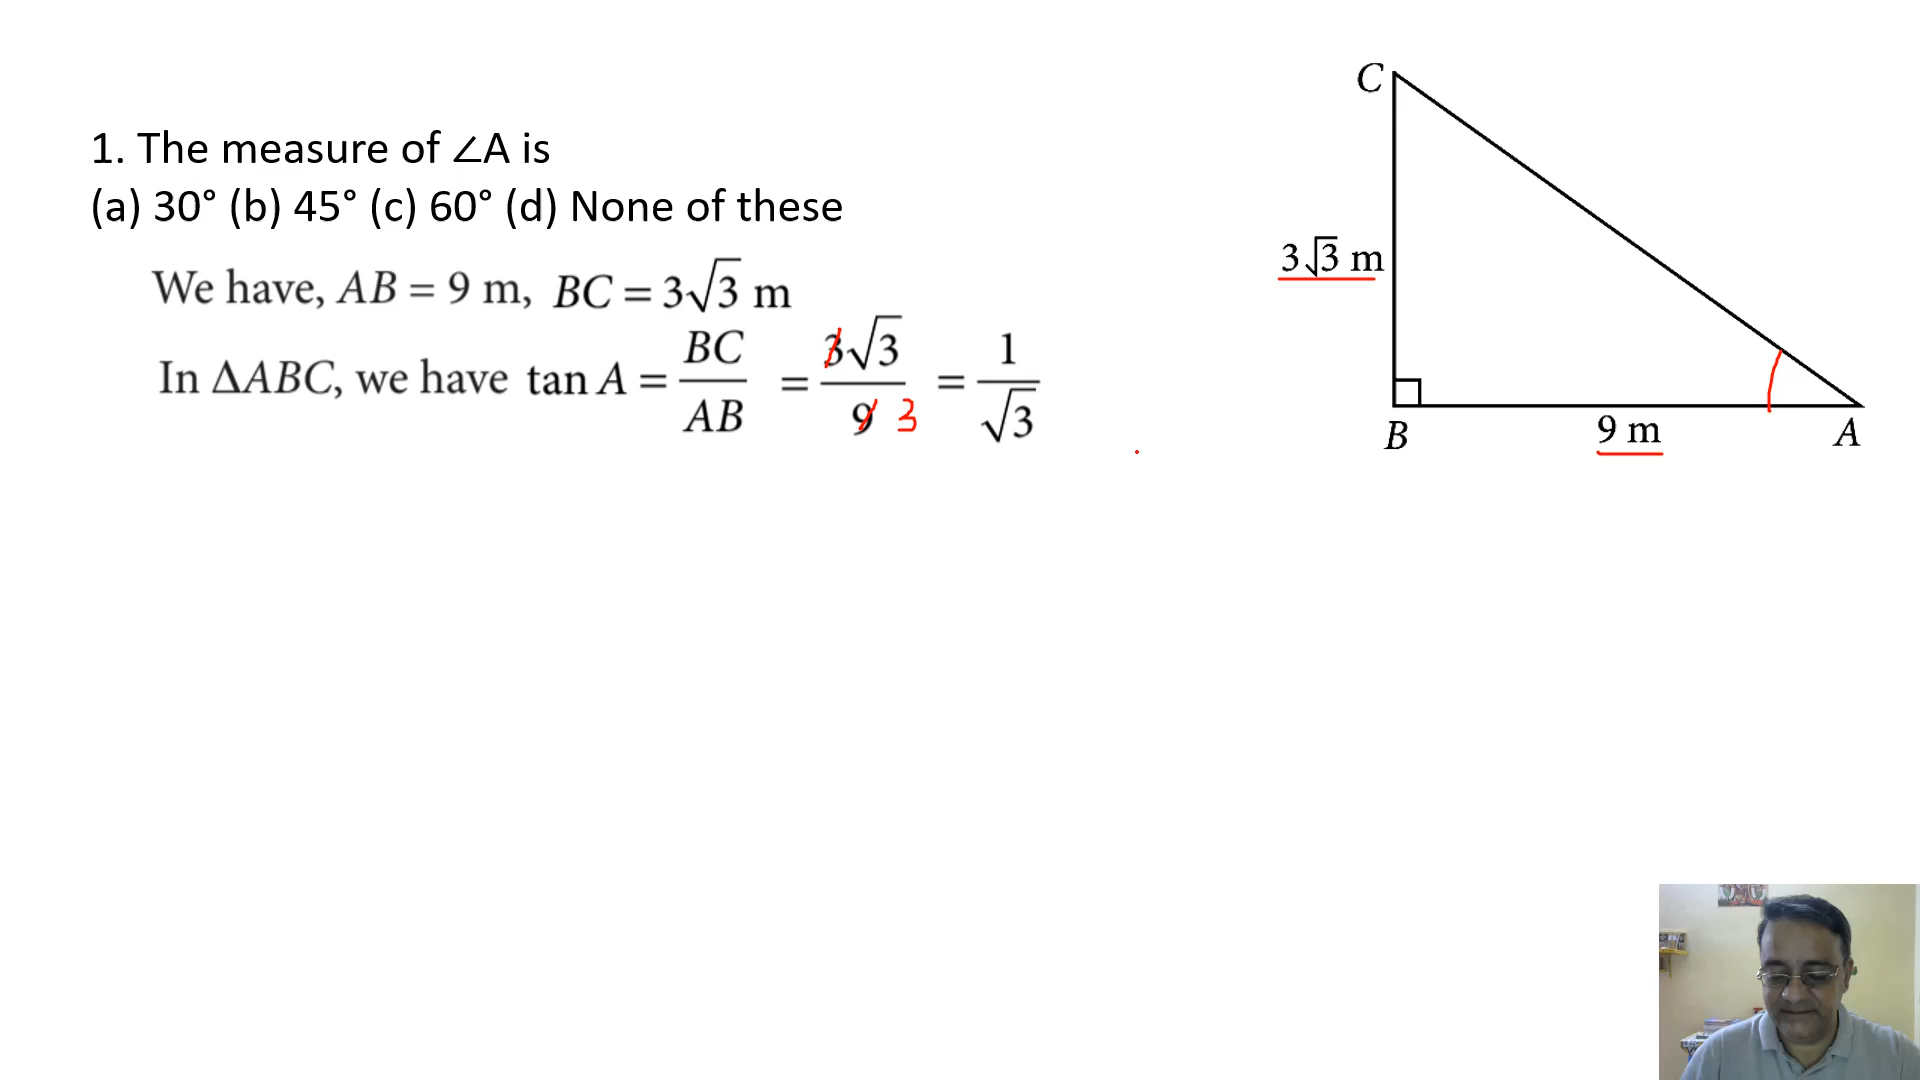 1. The measure of ∠A is
(a) 30° (b) 45° (c) 60° (d) None of these
We have, AB = 9 m, BC = 3√3 m
In ΔABC, we have tan A = BC/AB = 3√3/9 3 = 1/√3
C
3√3 m
B
9 m
A